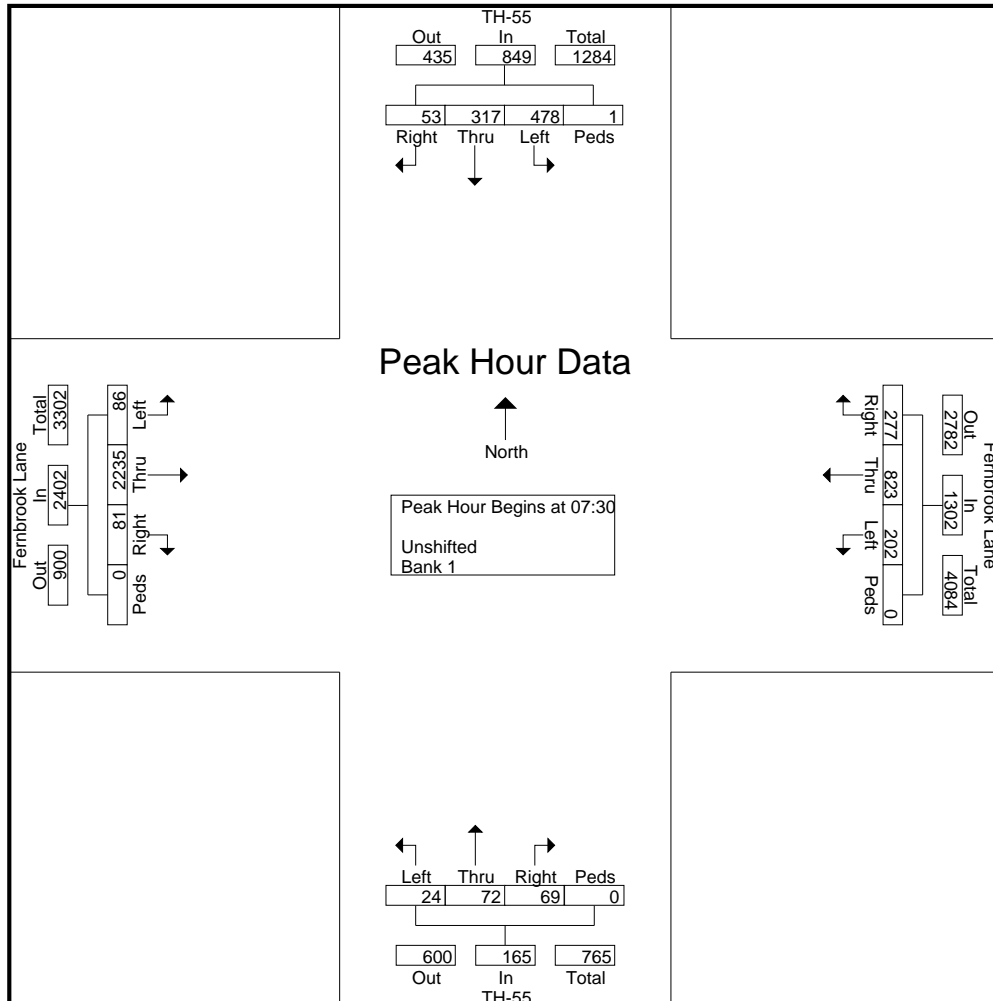 TH-55
Out In Total
435 849 1284
53 317 478 1
Right Thru Left Peds
Peak Hour Data
North
Peak Hour Begins at 07:30
Unshifted
Bank 1
Fernbrook Lane
Out In Total
900 2402 3302
86 2235 81 0
Left Thru Right Peds
Fernbrook Lane
Out In Total
2782 1302 4084
277 823 202 0
Right Thru Left Peds
Left Thru Right Peds
24 72 69 0
600 165 765
Out In Total
TH-55